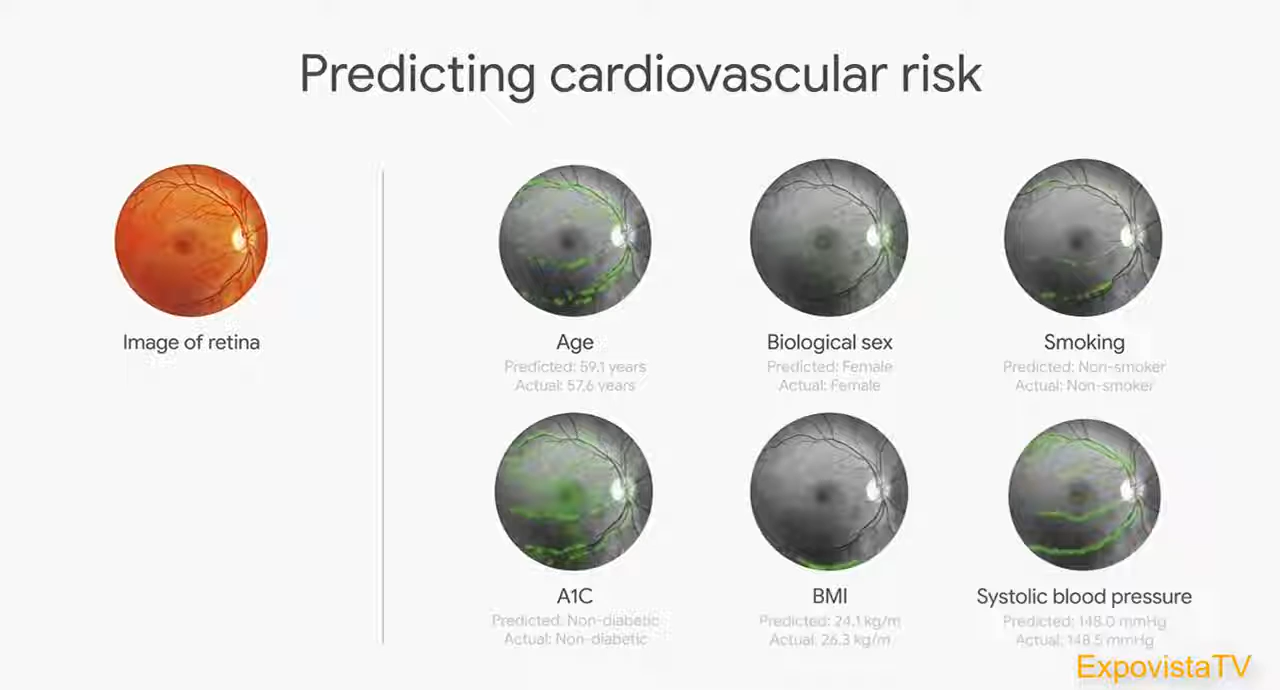 Predicting cardiovascular risk
Image of retina
Age
Predicted: 59.1 years
Actual: 57.6 years
Biological sex
Predicted: Female
Actual: Female
Smoking
Predicted: Non-smoker
Actual: Non-smoker
A1C
Predicted: Non-diabetic
Actual: Non-diabetic
BMI
Predicted: 24.1 kg/m
Actual: 26.3 kg/m
Systolic blood pressure
Predicted: 148.0 mmHg
Actual: 148.5 mmHg
ExpovistaTV